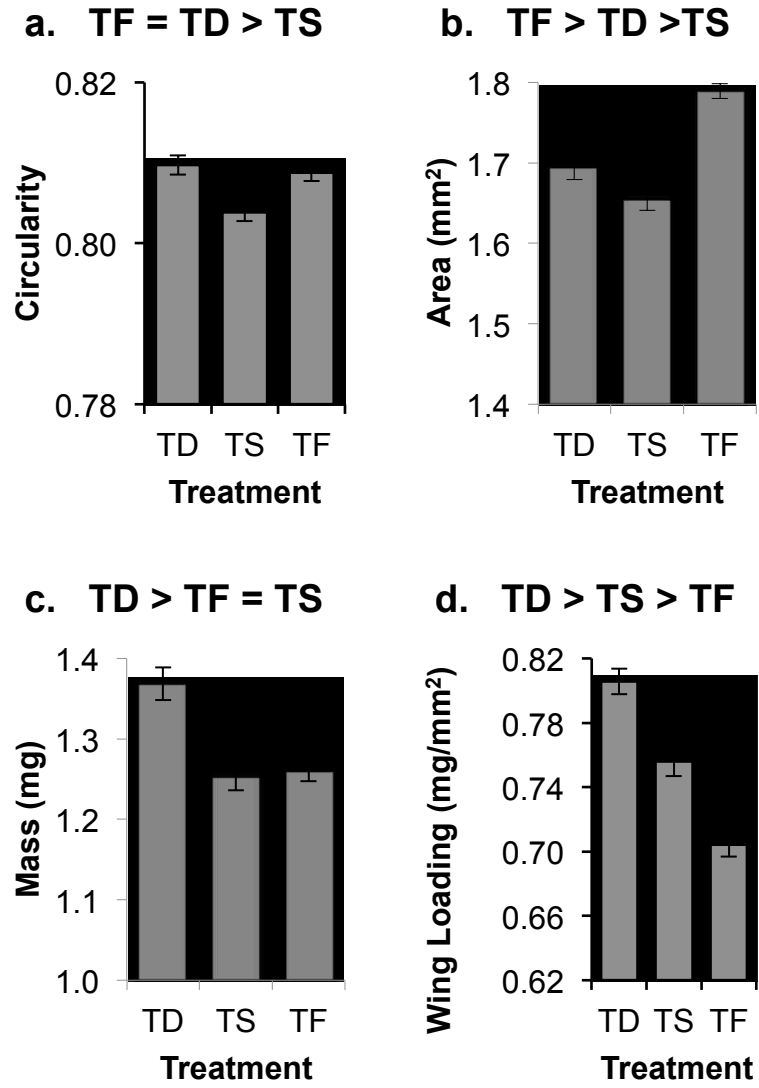 a. TF = TD > TS
0.82
0.80
0.78
Circularity
TD TS TF
Treatment
b. TF > TD >TS
1.8
1.7
1.6
1.5
1.4
Area (mm²)
TD TS TF
Treatment
c. TD > TF = TS
1.4
1.3
1.2
1.1
1.0
Mass (mg)
TD TS TF
Treatment
d. TD > TS > TF
0.82
0.78
0.74
0.70
0.66
0.62
Wing Loading (mg/mm²)
TD TS TF
Treatment